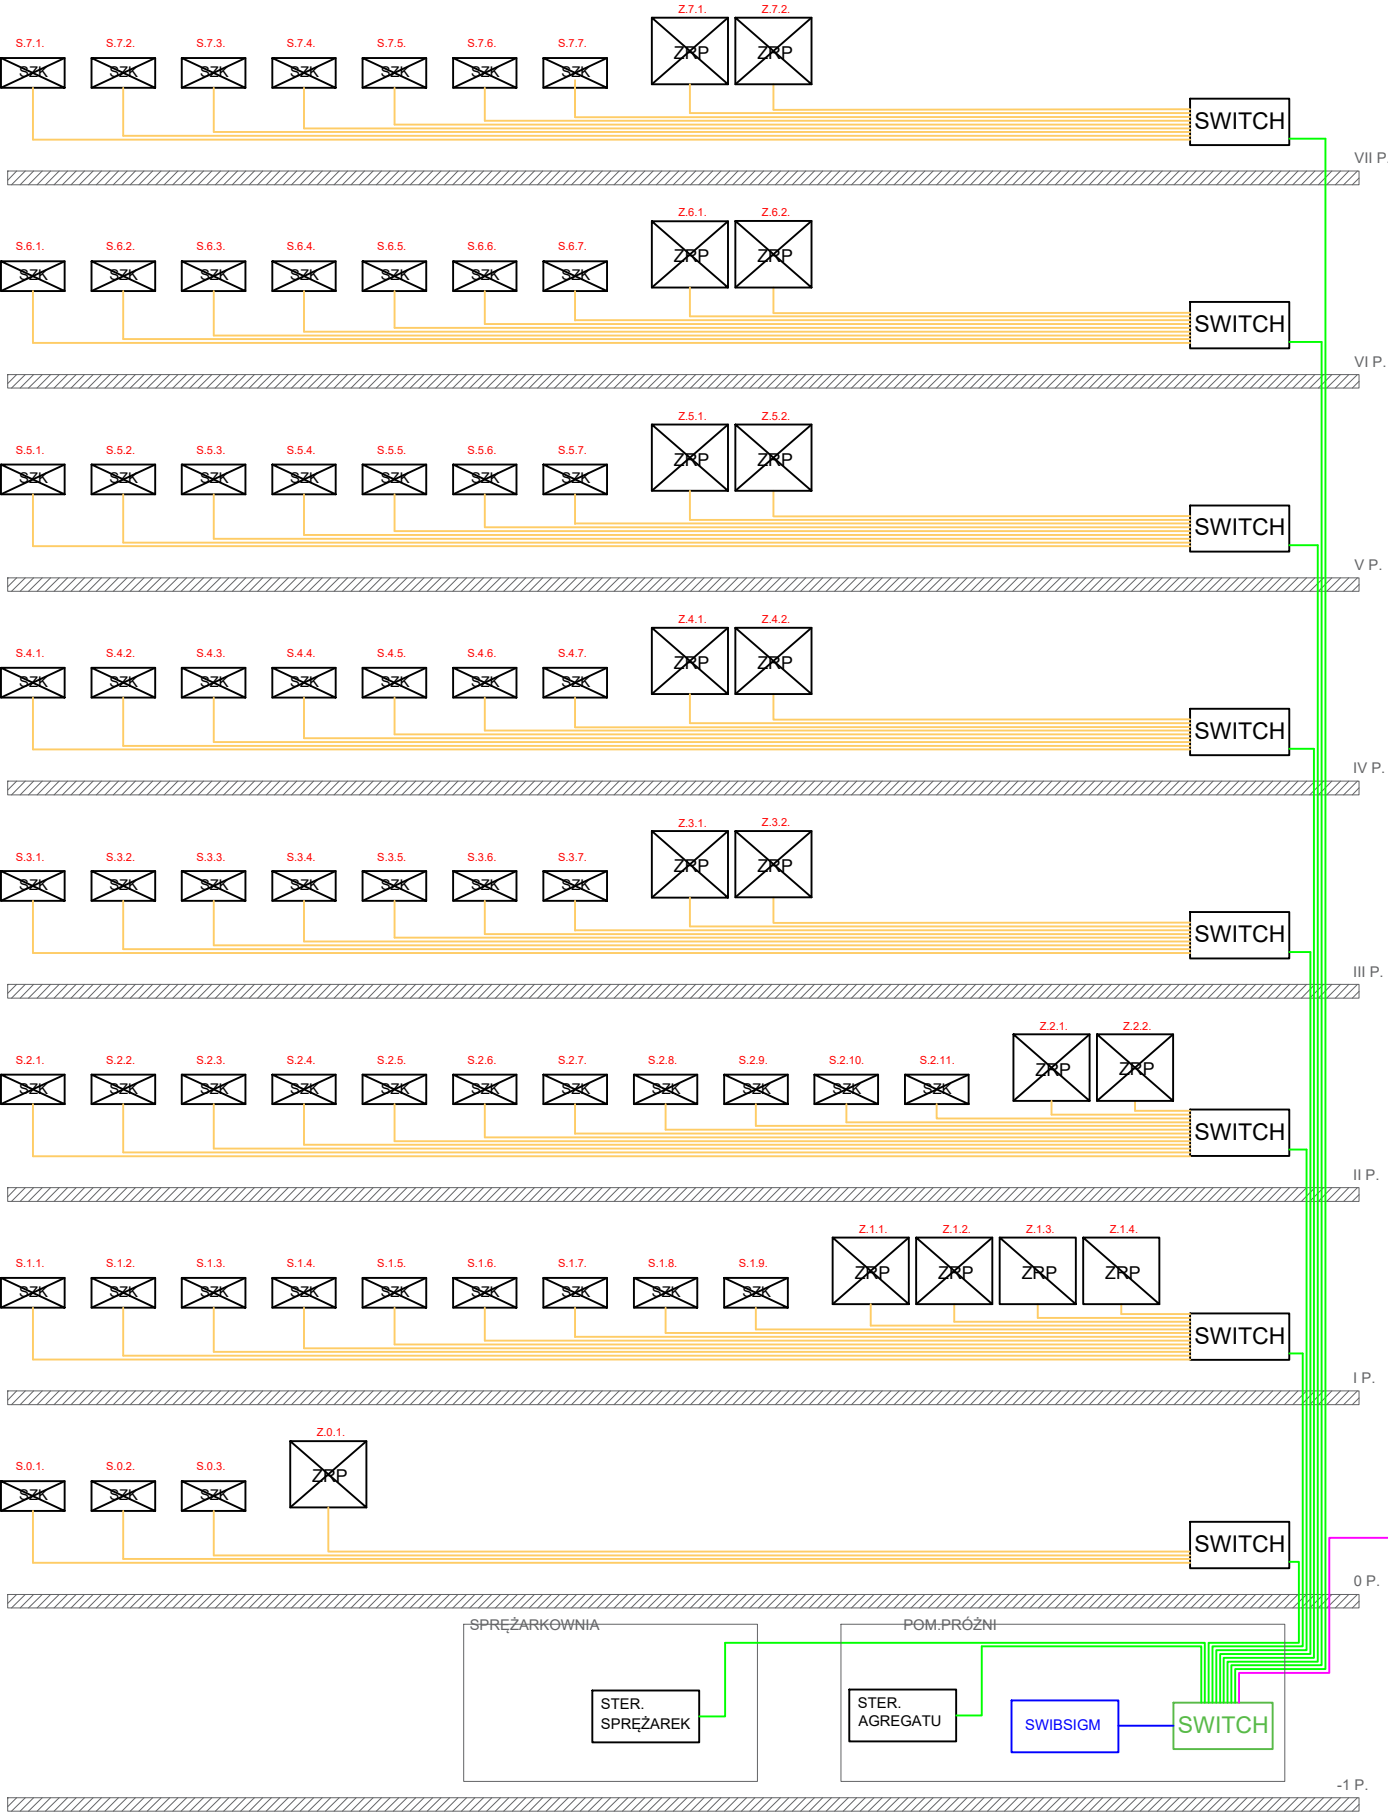 Z.7.1. Z.7.2.
S.7.1. S.7.2. S.7.3. S.7.4. S.7.5. S.7.6. S.7.7.
ZRP ZRP
SZK SZK SZK SZK SZK SZK SZK
SWITCH
VII P.
Z.6.1. Z.6.2.
S.6.1. S.6.2. S.6.3. S.6.4. S.6.5. S.6.6. S.6.7.
ZRP ZRP
SZK SZK SZK SZK SZK SZK SZK
SWITCH
VI P.
Z.5.1. Z.5.2.
S.5.1. S.5.2. S.5.3. S.5.4. S.5.5. S.5.6. S.5.7.
ZRP ZRP
SZK SZK SZK SZK SZK SZK SZK
SWITCH
V P.
Z.4.1. Z.4.2.
S.4.1. S.4.2. S.4.3. S.4.4. S.4.5. S.4.6. S.4.7.
ZRP ZRP
SZK SZK SZK SZK SZK SZK SZK
SWITCH
IV P.
Z.3.1. Z.3.2.
S.3.1. S.3.2. S.3.3. S.3.4. S.3.5. S.3.6. S.3.7.
ZRP ZRP
SZK SZK SZK SZK SZK SZK SZK
SWITCH
III P.
Z.2.1. Z.2.2.
S.2.1. S.2.2. S.2.3. S.2.4. S.2.5. S.2.6. S.2.7. S.2.8. S.2.9. S.2.10. S.2.11.
ZRP ZRP
SZK SZK SZK SZK SZK SZK SZK SZK SZK SZK SZK
SWITCH
II P.
Z.1.1. Z.1.2. Z.1.3. Z.1.4.
S.1.1. S.1.2. S.1.3. S.1.4. S.1.5. S.1.6. S.1.7. S.1.8. S.1.9.
ZRP ZRP ZRP ZRP
SZK SZK SZK SZK SZK SZK SZK SZK SZK
SWITCH
I P.
Z.0.1.
S.0.1. S.0.2. S.0.3.
ZRP
SZK SZK SZK
SWITCH
0 P.
SPRĘŻARKOWNIA POM.PRÓŻNI
STER.
SPRĘŻAREK
STER.
AGREGATU
SWIBSIGM
SWITCH
-1 P.